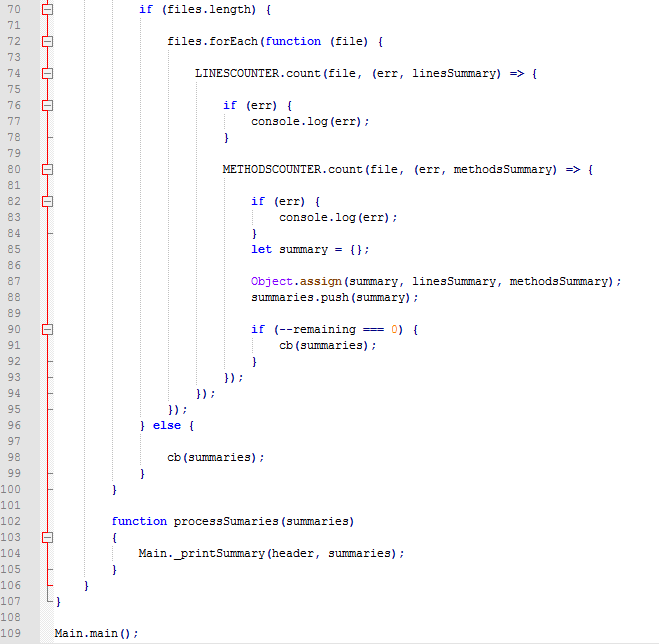 70 if (files.length) {
71
72 files.forEach(function (file) {
73
74 LINESCOUNTER.count(file, (err, linesSummary) => {
75
76 if (err) {
77 console.log(err);
78 }
79
80 METHODSCOUNTER.count(file, (err, methodsSummary) => {
81
82 if (err) {
83 console.log(err);
84 }
85 let summary = {};
86
87 Object.assign(summary, linesSummary, methodsSummary);
88 summaries.push(summary);
89
90 if (--remaining === 0) {
91 cb(summaries);
92 }
93 });
94 });
95 });
96 } else {
97
98 cb(summaries);
99 }
100 }
101
102 function processSumaries(summaries)
103 {
104 Main._printSummary(header, summaries);
105 }
106 }
107 }
108
109 Main.main();